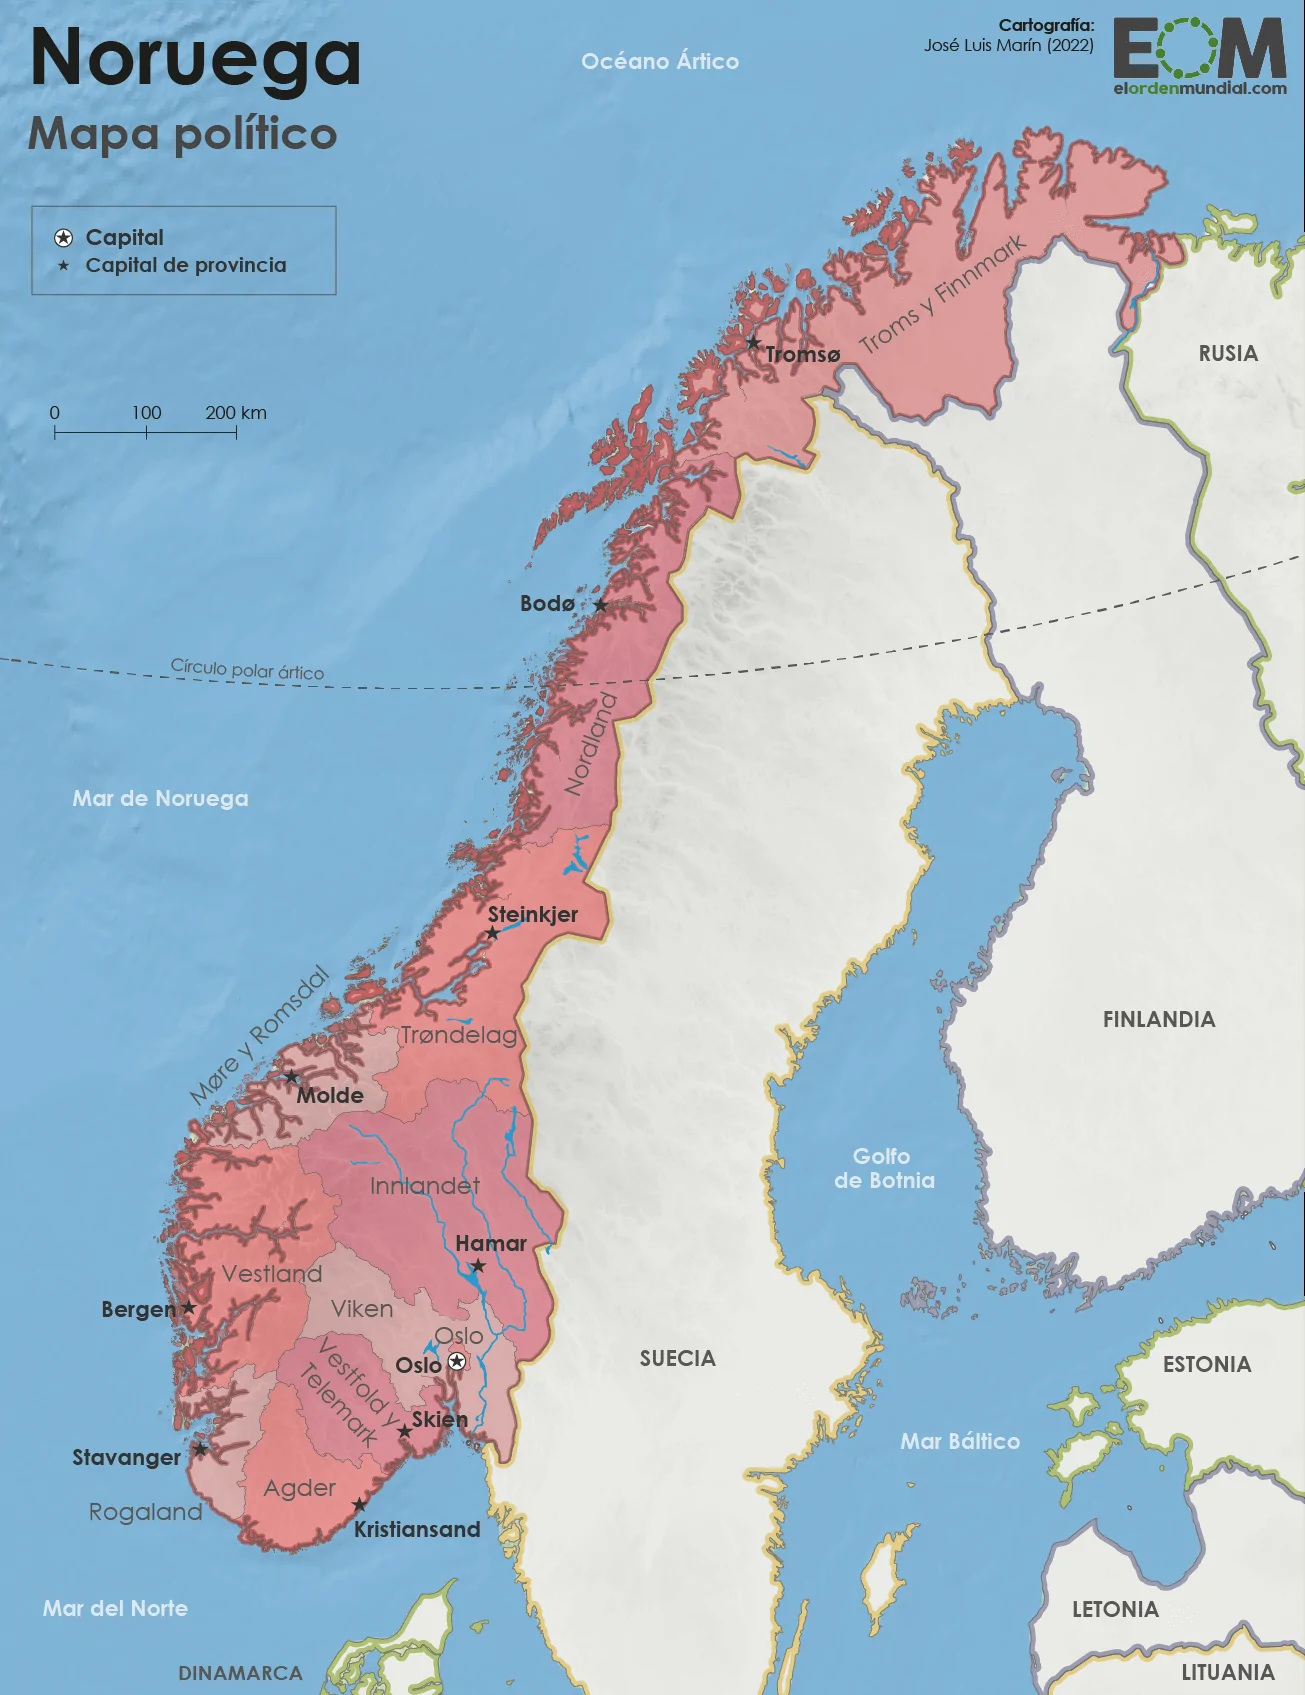 Noruega
Mapa político
Cartografía:
José Luis Marín (2022)
EOM
elordenmundial.com
Océano Ártico
Capital
Capital de provincia
0 100 200 km
Troms y Finnmark
Tromsø
RUSIA
Bodø
Círculo polar ártico
Nordland
Mar de Noruega
Steinkjer
Møre y Romsdal
Trøndelag
FINLANDIA
Molde
Golfo
de Botnia
Innlandet
Hamar
Vestland
Bergen
Viken
Oslo
Oslo
SUECIA
ESTONIA
Vestfold y
Telemark
Skien
Stavanger
Mar Báltico
Agder
Rogaland
Kristiansand
Mar del Norte
LETONIA
DINAMARCA
LITUANIA